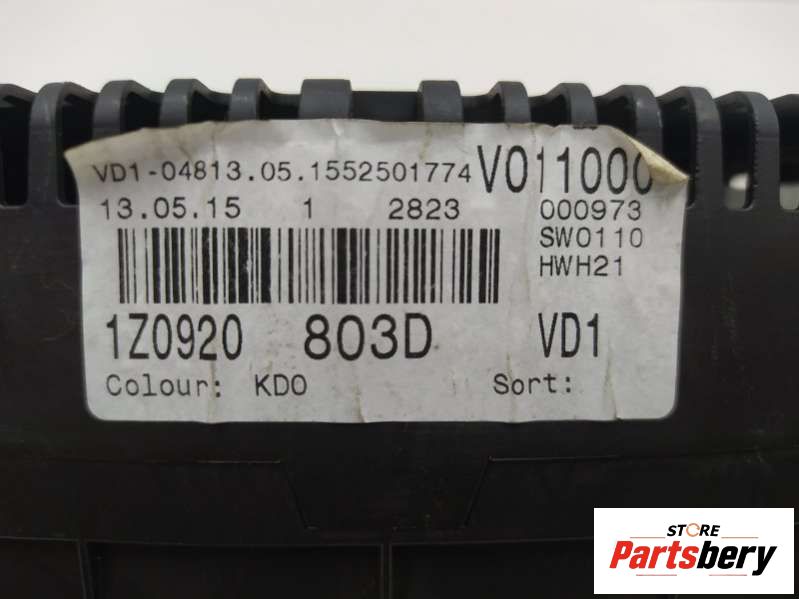 VD1-04813.05.1552501774 V011000
13.05.15 1 2823 000973
SW0110
HWH21
1Z0920 803D VD1
Colour: KD0 Sort:
STORE
Partsbery